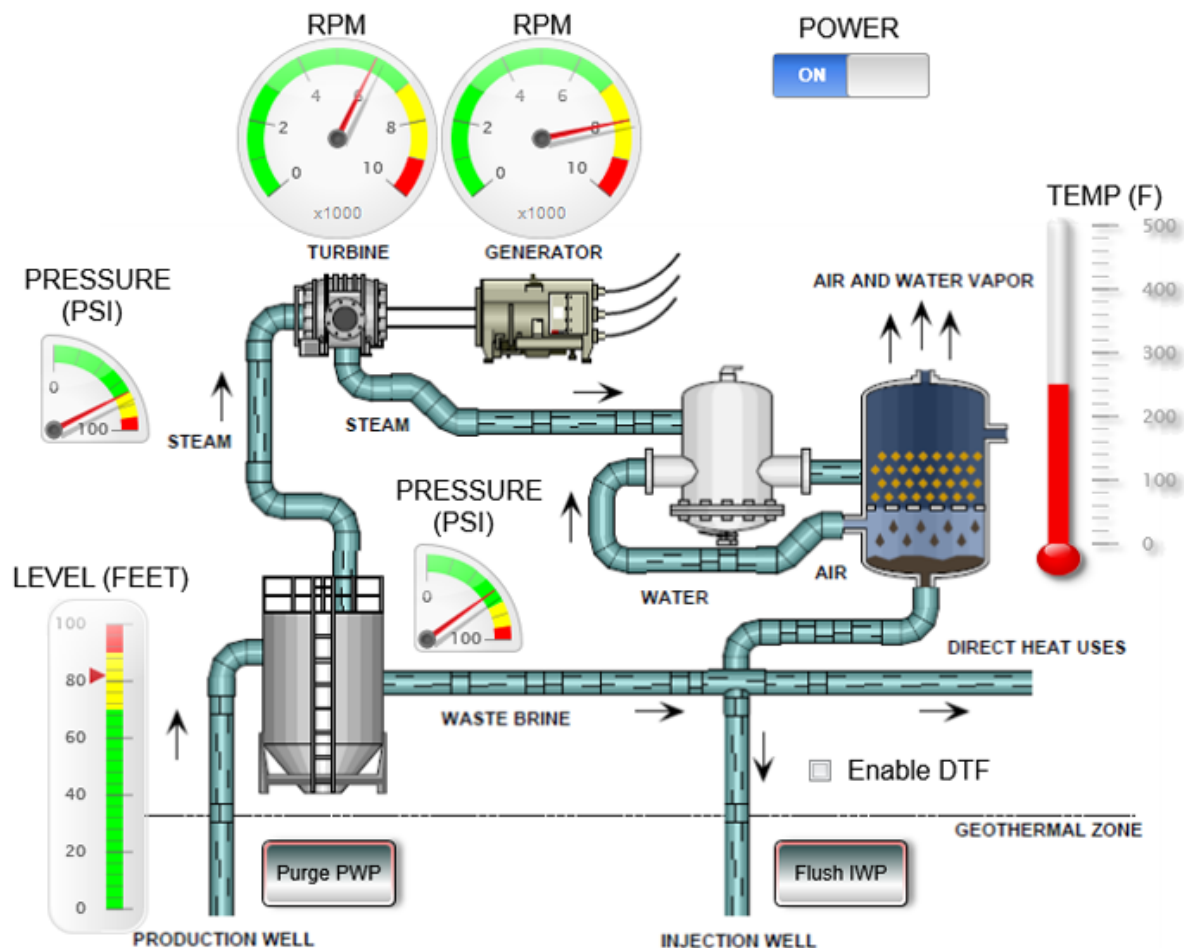 RPM
RPM
POWER
ON
4
6
2
8
0
10
x1000
4
6
2
8
0
10
x1000
TURBINE
GENERATOR
TEMP (F)
500
400
300
200
100
0
PRESSURE
(PSI)
0
100
AIR AND WATER VAPOR
STEAM
STEAM
PRESSURE
(PSI)
0
100
LEVEL (FEET)
100
80
60
40
20
0
AIR
WATER
DIRECT HEAT USES
WASTE BRINE
Enable DTF
GEOTHERMAL ZONE
Purge PWP
Flush IWP
PRODUCTION WELL
INJECTION WELL